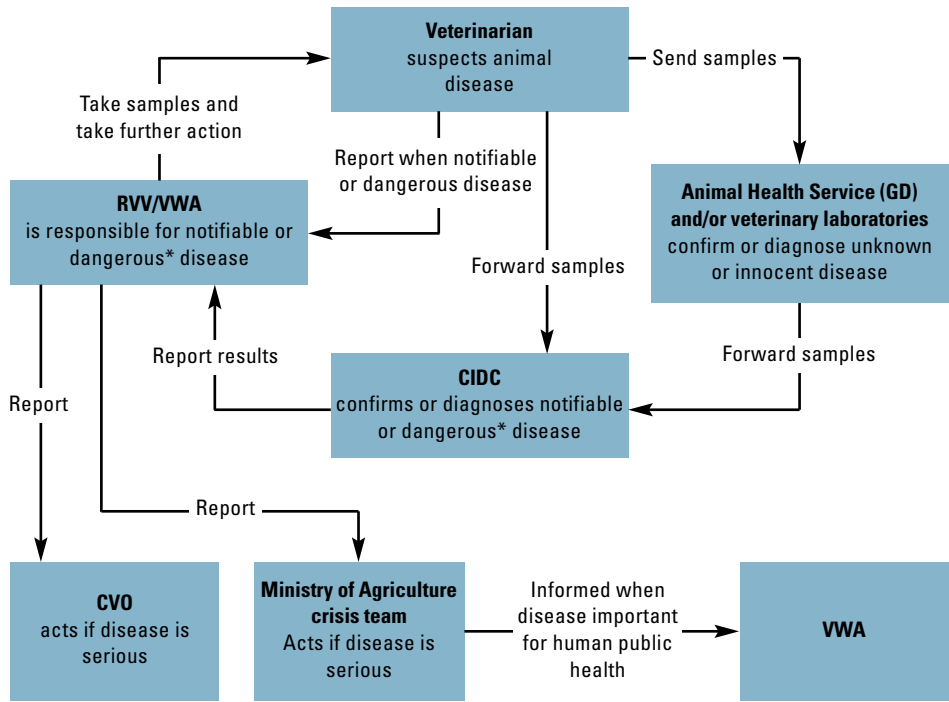 Veterinarian
suspects animal
disease
Send samples
Take samples and
take further action
Report when notifiable
or dangerous disease
RVV/VWA
is responsible for notifiable or
dangerous* disease
Animal Health Service (GD)
and/or veterinary laboratories
confirm or diagnose unknown
or innocent disease
Forward samples
Report results
Forward samples
CIDC
confirms or diagnoses notifiable
or dangerous* disease
Report
Report
CVO
acts if disease is
serious
Ministry of Agriculture
crisis team
Acts if disease is
serious
Informed when
disease important
for human public
health
VWA